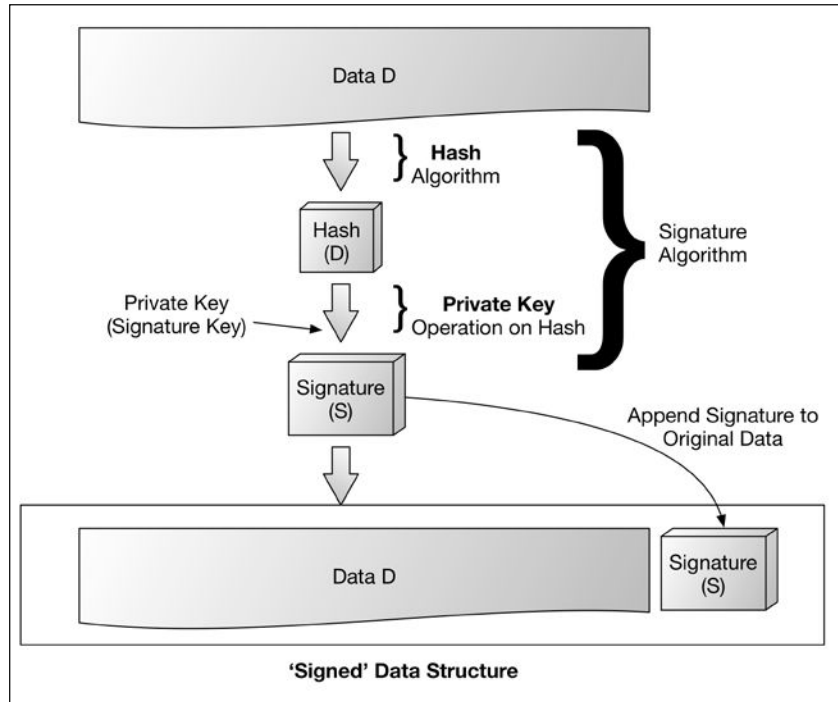 Data D
Hash
Algorithm
Hash
(D)
Signature
Algorithm
Private Key
(Signature Key)
Private Key
Operation on Hash
Signature
(S)
Append Signature to
Original Data
Data D
Signature
(S)
‘Signed’ Data Structure